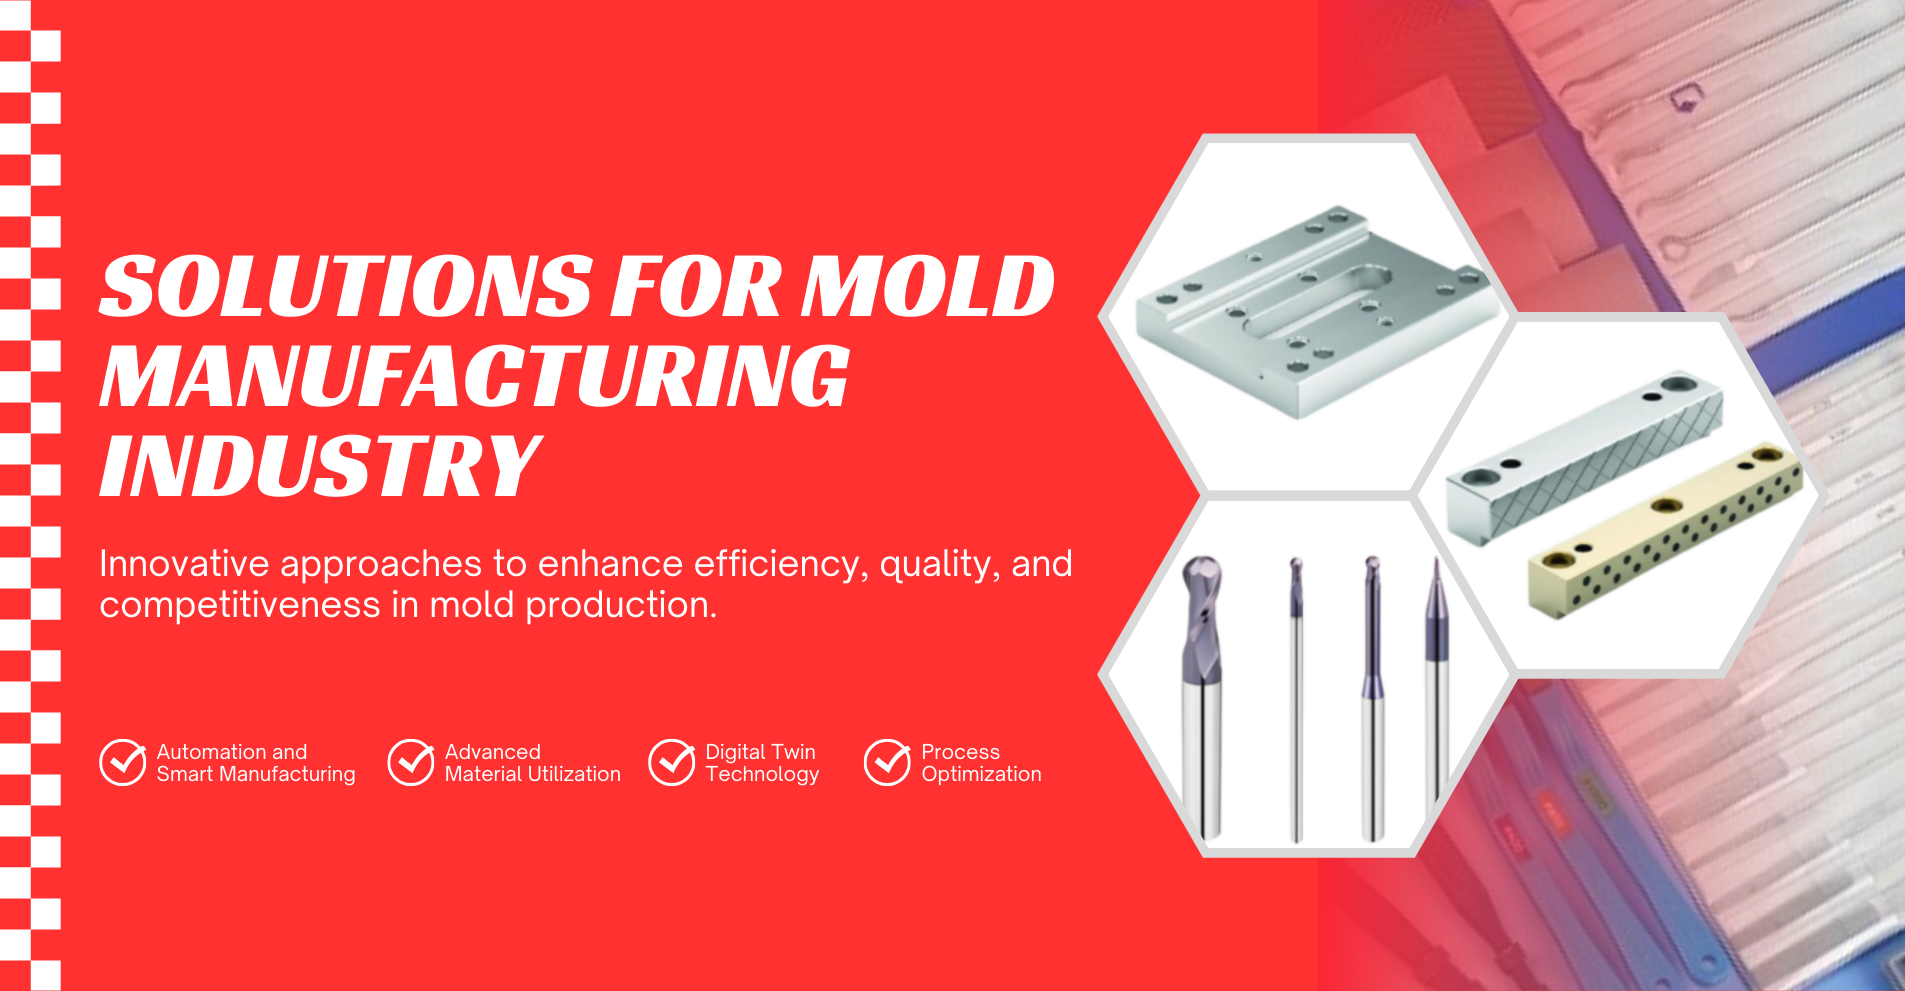 SOLUTIONS FOR MOLD
MANUFACTURING
INDUSTRY
Innovative approaches to enhance efficiency, quality, and
competitiveness in mold production.
Automation and
Smart Manufacturing
Advanced
Material Utilization
Digital Twin
Technology
Process
Optimization